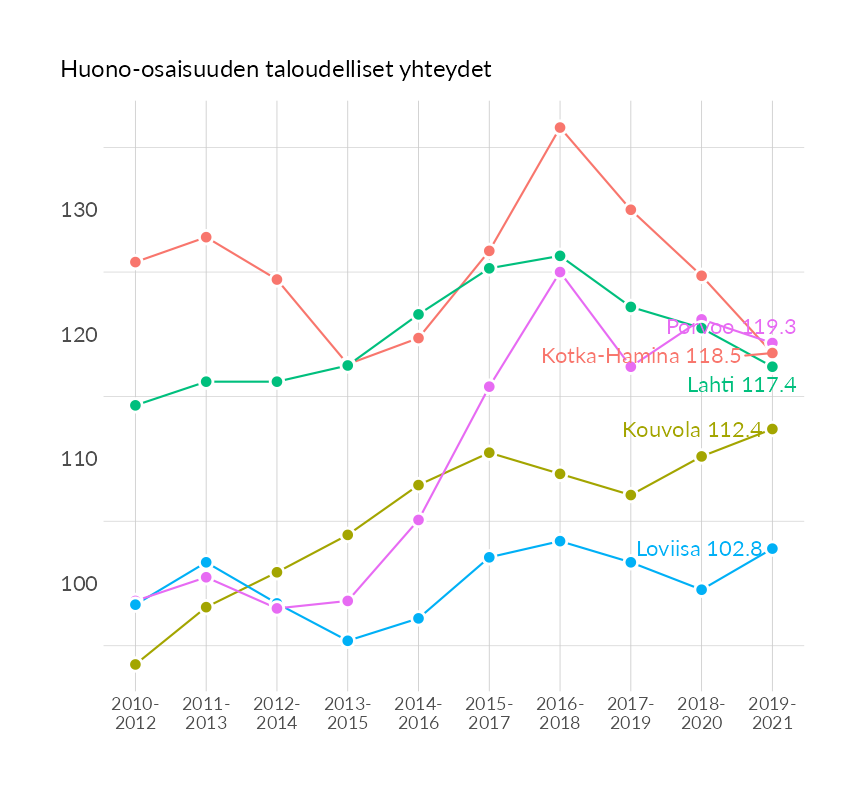 Huono-osaisuuden taloudelliset yhteydet
130
120
110
100
Porvoo 119.3
Kotka-Hamina 118.5
Lahti 117.4
Kouvola 112.4
Loviisa 102.8
2010- 2011- 2012- 2013- 2014- 2015- 2016- 2017- 2018- 2019-
2012 2013 2014 2015 2016 2017 2018 2019 2020 2021